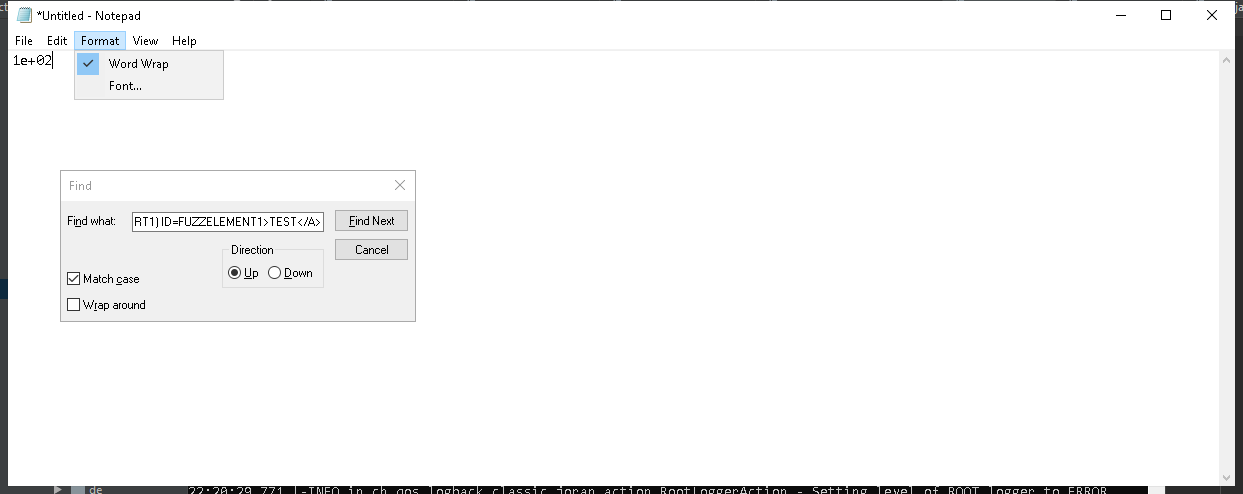 *Untitled - Notepad
File Edit Format View Help
1e+02
Word Wrap
Font...
Find
Find what: RT1) ID=FUZZELEMENT1>TEST</A> Find Next
Direction Cancel
Up Down
Match case
Wrap around
de 22:20:29,771 |-INFO in ch.qos.logback.classic.joran.action.RootLoggerAction - Setting level of ROOT logger to ERROR